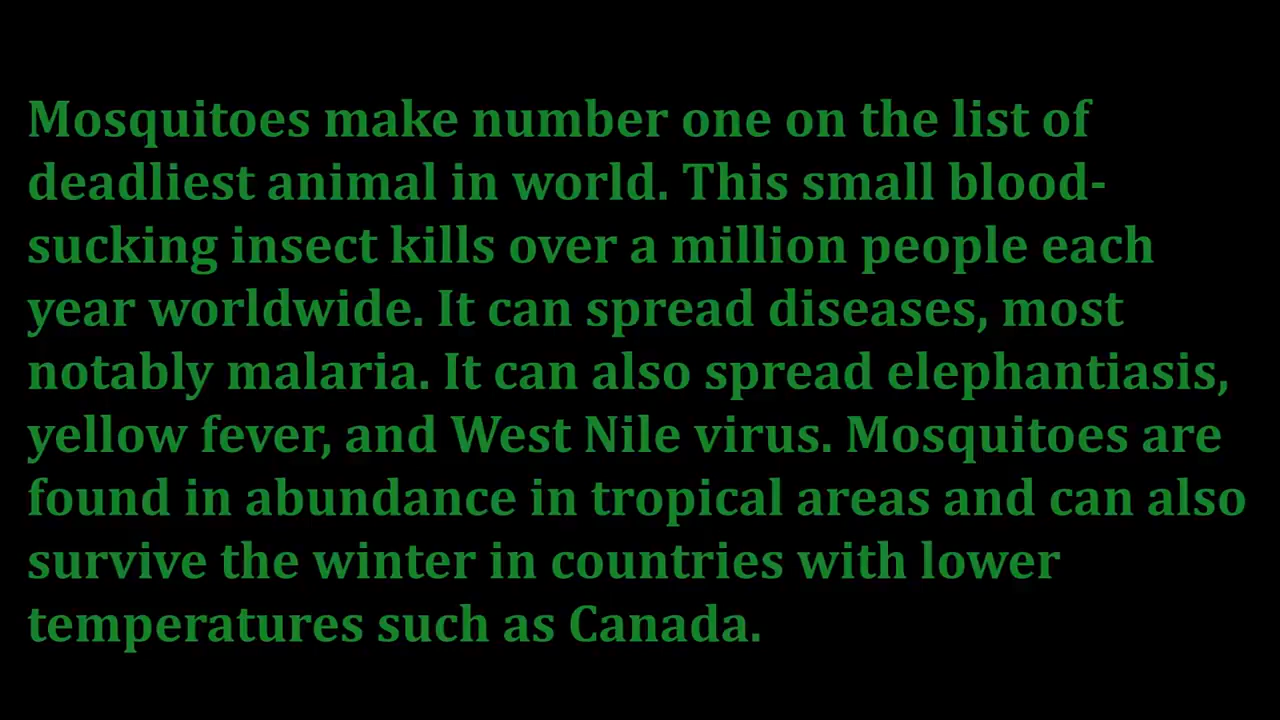 Mosquitoes make number one on the list of
deadliest animal in world. This small blood-
sucking insect kills over a million people each
year worldwide. It can spread diseases, most
notably malaria. It can also spread elephantiasis,
yellow fever, and West Nile virus. Mosquitoes are
found in abundance in tropical areas and can also
survive the winter in countries with lower
temperatures such as Canada.